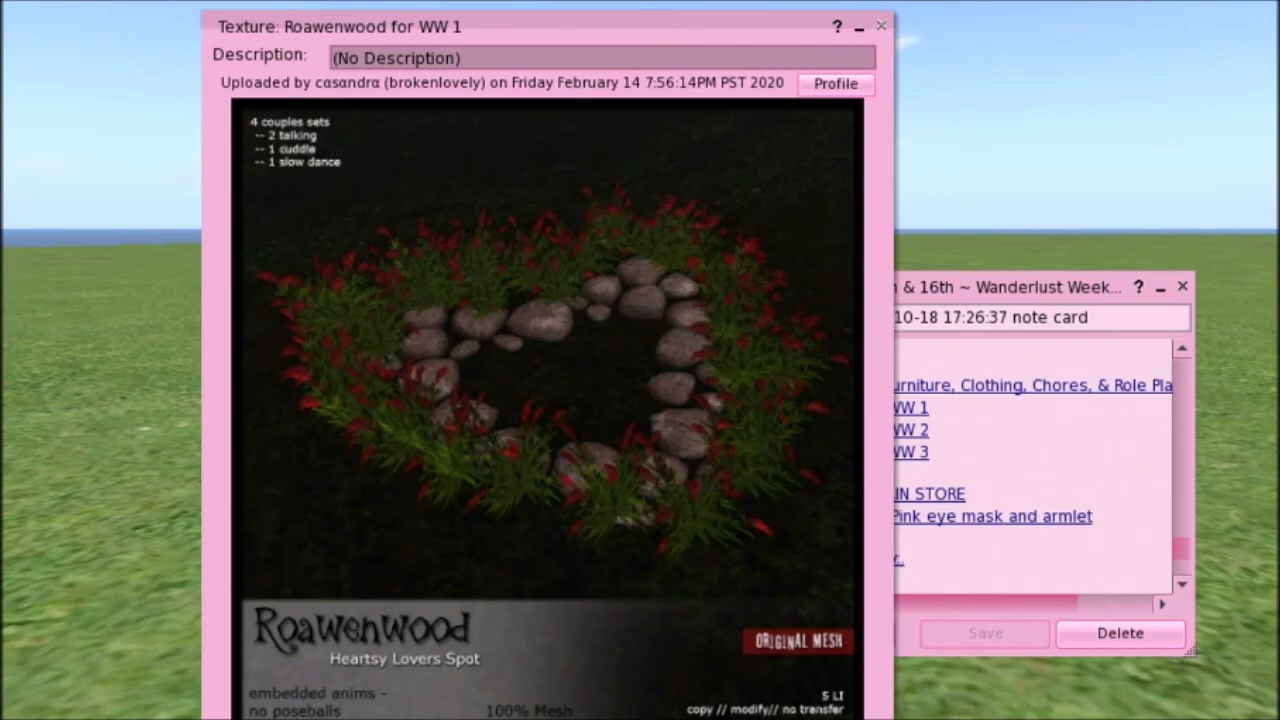 Texture: Roawenwood for WW 1
Description: (No Description)
Uploaded by cαsαndrα (brokenlovely) on Friday February 14 7:56:14PM PST 2020 Profile
4 couples sets
-- 2 talking
-- 1 cuddle
-- 1 slow dance
Roawenwood
Heartsy Lovers Spot
ORIGINAL MESH
embedded anims -
no poseballs
100% Mesh
5 LI
copy // modify// no transfer
& 16th ~ Wanderlust Week...
10-18 17:26:37 note card
urniture, Clothing, Chores, & Role Pla
WW 1
WW 2
WW 3
IN STORE
Pink eye mask and armlet
Save Delete